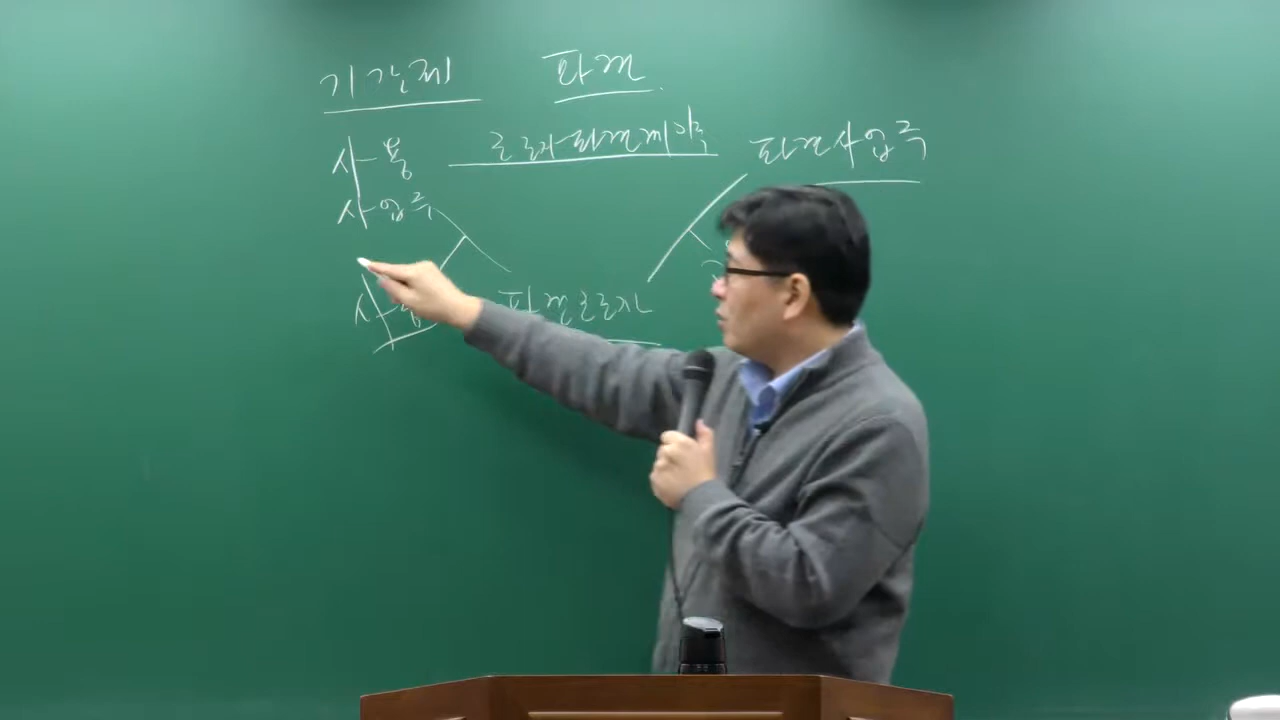 기간제 파견
근로자파견계약 파견사업주
사용
사업주
파견근로자